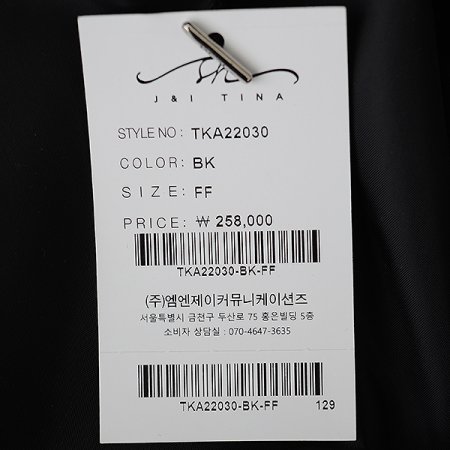 J & I TINA
STYLE NO : TKA22030
COLOR: BK
SIZE: FF
PRICE: ₩ 258,000
TKA22030-BK-FF
(주)엠엔제이커뮤니케이션즈
서울특별시 금천구 두산로 75 홍은빌딩 5층
소비자 상담실 : 070-4647-3635
TKA22030-BK-FF 129